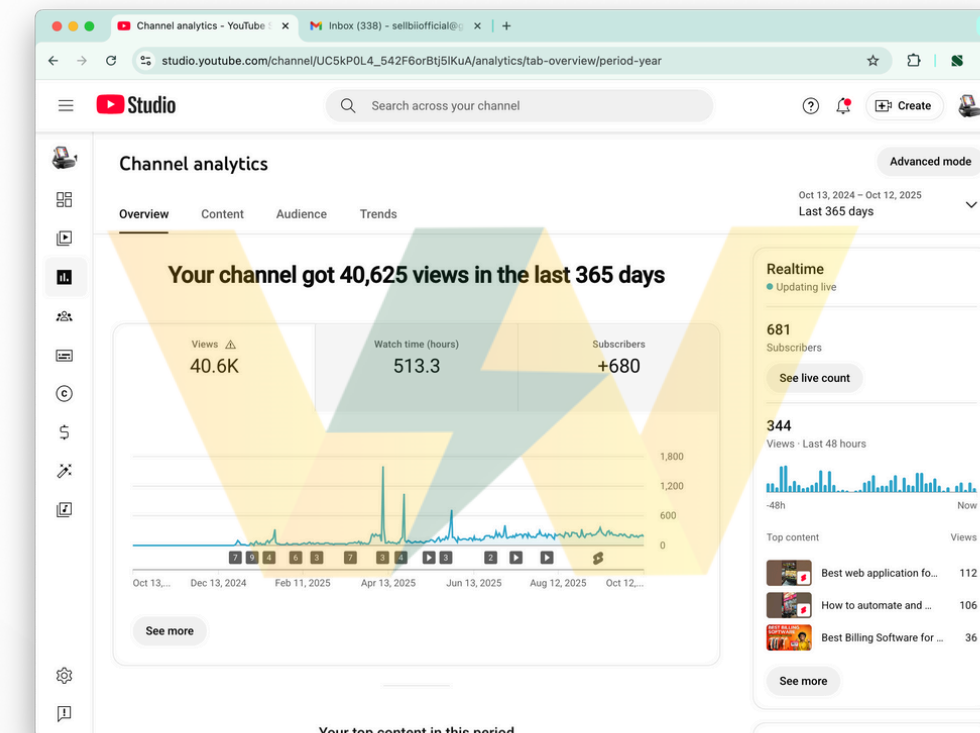 Channel analytics - YouTube S
Inbox (338) - sellbiiofficial@g
studio.youtube.com/channel/UC5kP0L4_542F6orBtj5lKuA/analytics/tab-overview/period-year
Studio
Search across your channel
Create
Channel analytics
Advanced mode
Overview
Content
Audience
Trends
Oct 13, 2024 – Oct 12, 2025
Last 365 days
Your channel got 40,625 views in the last 365 days
Views
40.6K
Watch time (hours)
513.3
Subscribers
+680
1,800
1,200
600
0
7 9 4 6 3 7 3 4 3 2
Oct 13,... Dec 13, 2024 Feb 11, 2025 Apr 13, 2025 Jun 13, 2025 Aug 12, 2025 Oct 12,...
See more
Your top content in this period
Realtime
Updating live
681
Subscribers
See live count
344
Views · Last 48 hours
-48h Now
Top content Views
Best web application fo... 112
How to automate and ... 106
BEST BILLING
SOFTWARE
Best Billing Software for ... 36
See more